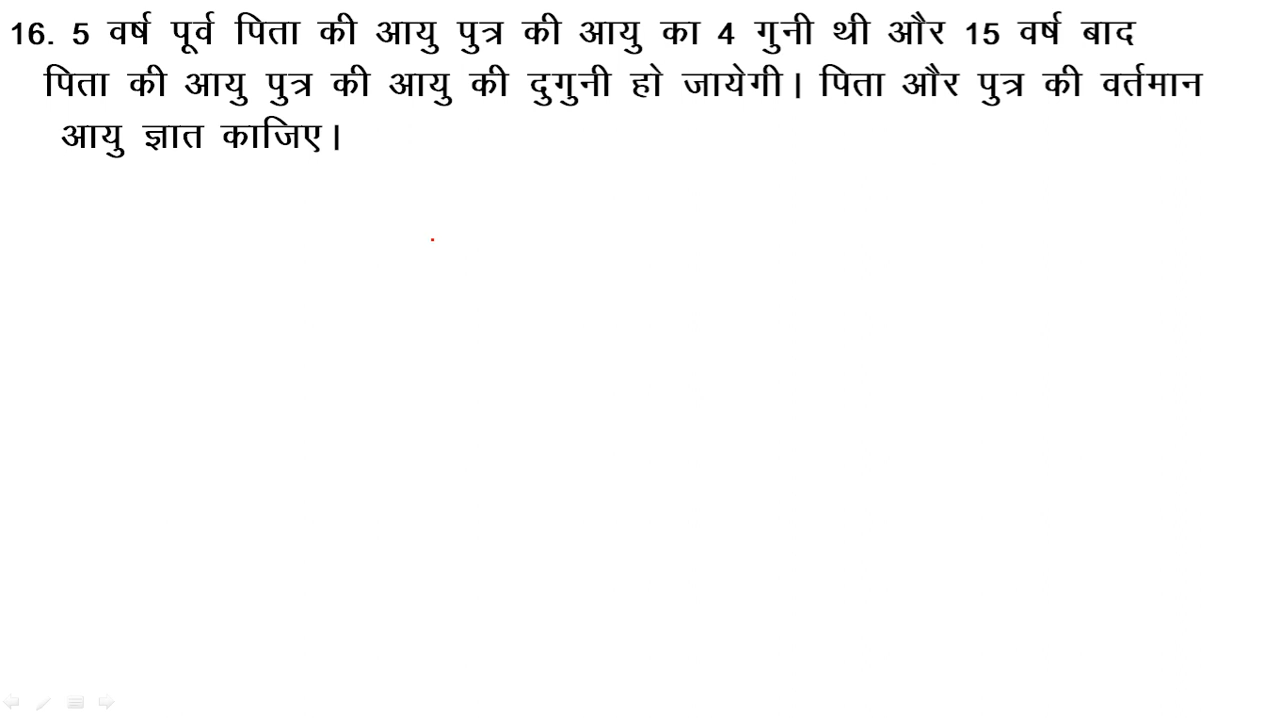 16. 5 वर्ष पूर्व पिता की आयु पुत्र की आयु का 4 गुनी थी और 15 वर्ष बाद
पिता की आयु पुत्र की आयु की दुगुनी हो जायेगी। पिता और पुत्र की वर्तमान
आयु ज्ञात काजिए।